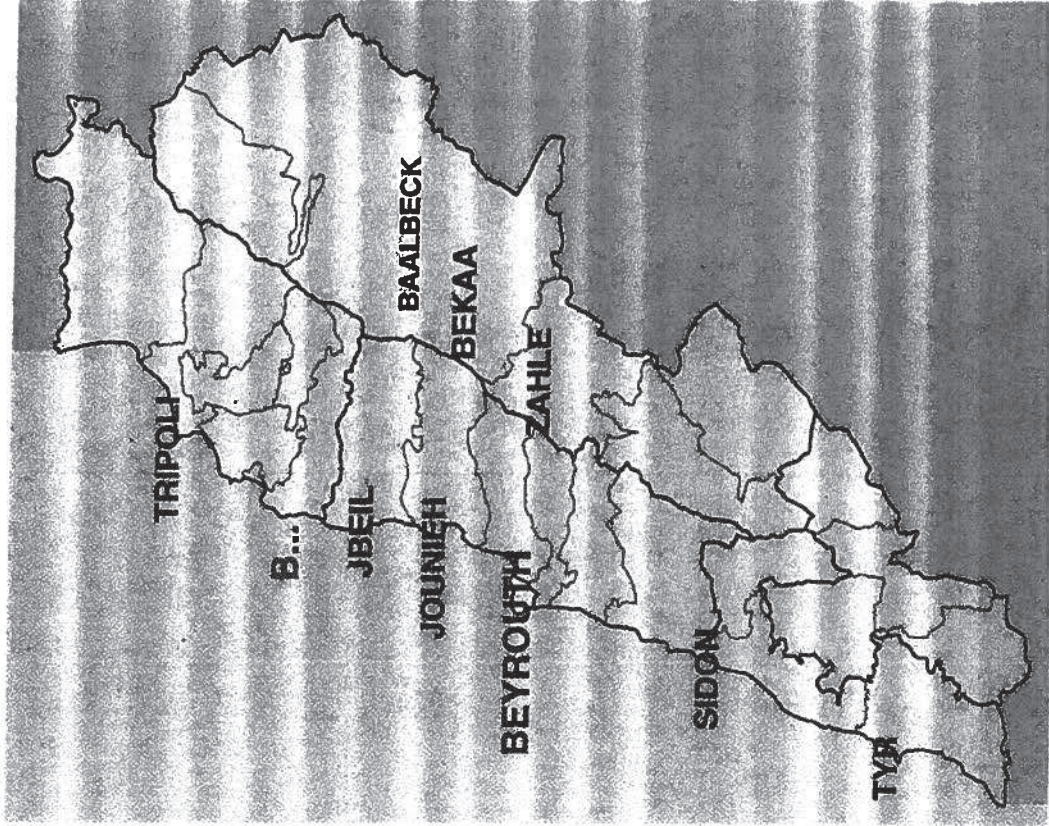 TRIPOLI
B...
JBEIL
BAALBECK
BEKAA
JOUNIEH
ZAHLE
BEYROUTH
SIDON
TYR